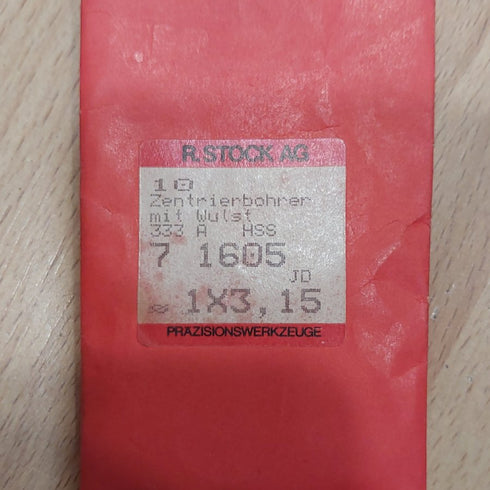 R.STOCK AG
10
Zentrierbohrer
mit Wulst
333 A HSS
7 1605
JD
≈ 1X3,15
PRÄZISIONSWERKZEUGE